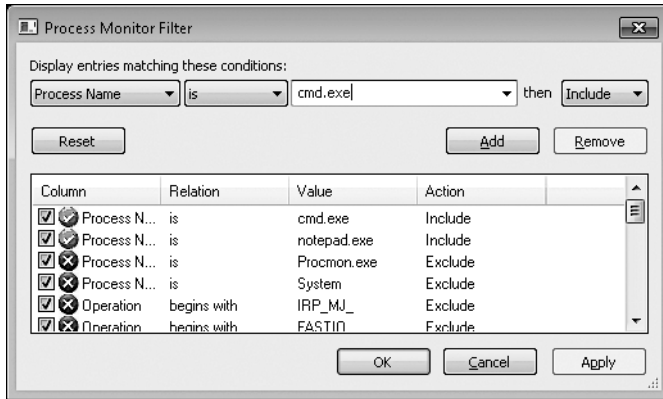 Process Monitor Filter
Display entries matching these conditions:
Process Name is cmd.exe then Include
Reset Add Remove
Column Relation Value Action
Process N... is cmd.exe Include
Process N... is notepad.exe Include
Process N... is Procmon.exe Exclude
Process N... is System Exclude
Operation begins with IRP_MJ_ Exclude
Operation begins with FASTIO Exclude
OK Cancel Apply